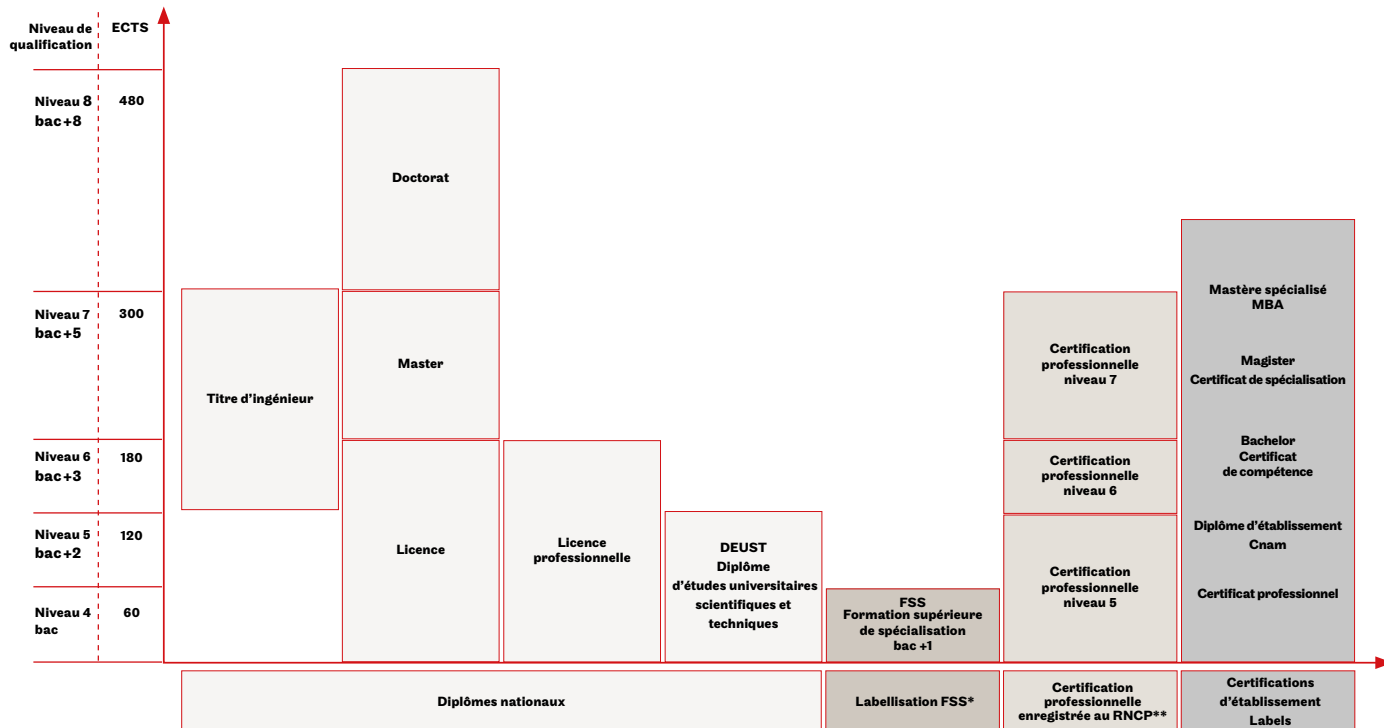 Niveau de
qualification
ECTS
Niveau 8
bac +8
480
Niveau 7
bac +5
300
Niveau 6
bac +3
180
Niveau 5
bac +2
120
Niveau 4
bac
60
Titre d'ingénieur
Doctorat
Master
Licence
Licence
professionnelle
DEUST
Diplôme
d'études universitaires
scientifiques et
techniques
FSS
Formation supérieure
de spécialisation
bac +1
Certification
professionnelle
niveau 7
Certification
professionnelle
niveau 6
Certification
professionnelle
niveau 5
Mastère spécialisé
MBA
Magister
Certificat de spécialisation
Bachelor
Certificat
de compétence
Diplôme d'établissement
Cnam
Certificat professionnel
Diplômes nationaux
Labellisation FSS*
Certification
professionnelle
enregistrée au RNCP**
Certifications
d'établissement
Labels